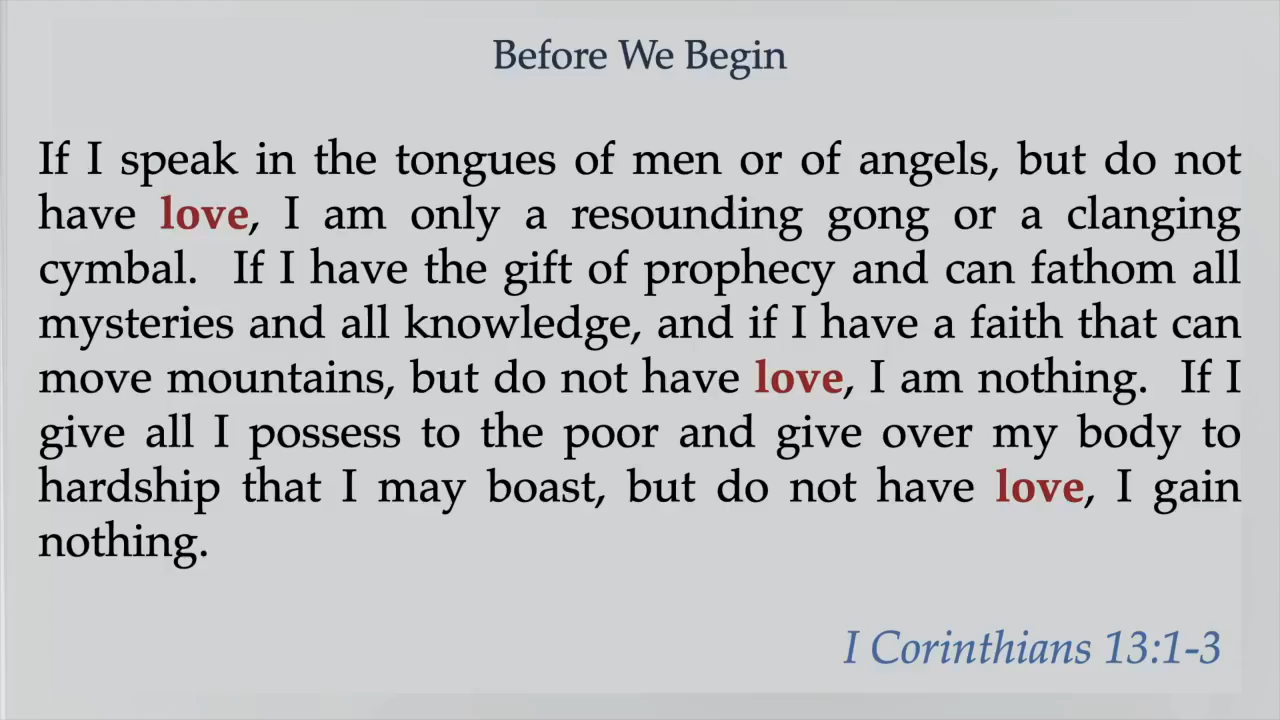 Before We Begin
If I speak in the tongues of men or of angels, but do not
have love, I am only a resounding gong or a clanging
cymbal. If I have the gift of prophecy and can fathom all
mysteries and all knowledge, and if I have a faith that can
move mountains, but do not have love, I am nothing. If I
give all I possess to the poor and give over my body to
hardship that I may boast, but do not have love, I gain
nothing.
I Corinthians 13:1-3